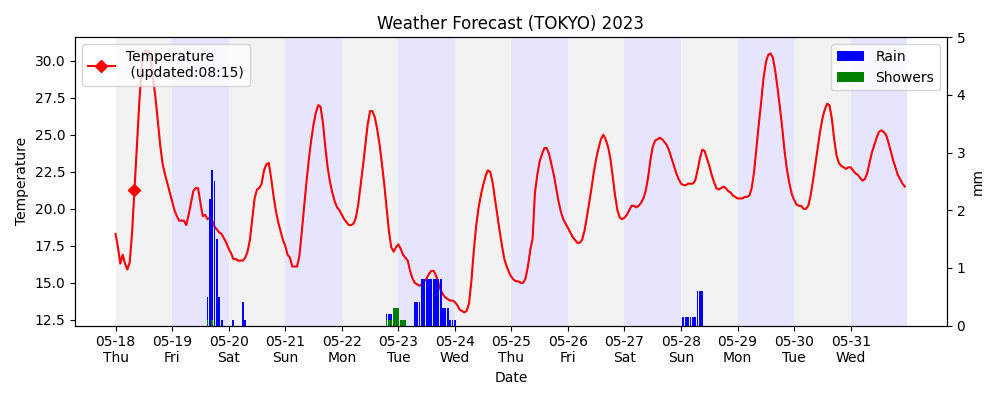 Weather Forecast (TOKYO) 2023
Temperature
(updated:08:15)
Rain
Showers
Temperature
30.0
27.5
25.0
22.5
20.0
17.5
15.0
12.5
5
4
3
2
1
0
mm
05-18 05-19 05-20 05-21 05-22 05-23 05-24 05-25 05-26 05-27 05-28 05-29 05-30 05-31
Thu Fri Sat Sun Mon Tue Wed Thu Fri Sat Sun Mon Tue Wed
Date